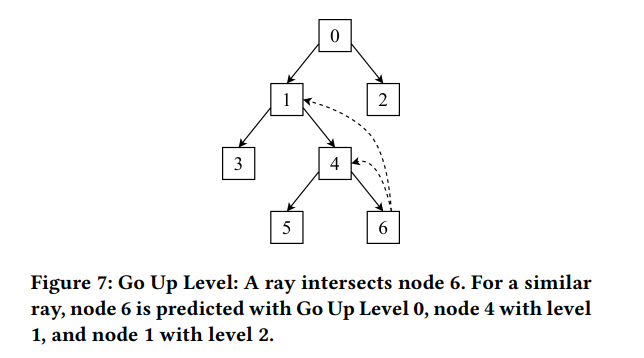 0
1
2
3
4
5
6
Figure 7: Go Up Level: A ray intersects node 6. For a similar
ray, node 6 is predicted with Go Up Level 0, node 4 with level
1, and node 1 with level 2.